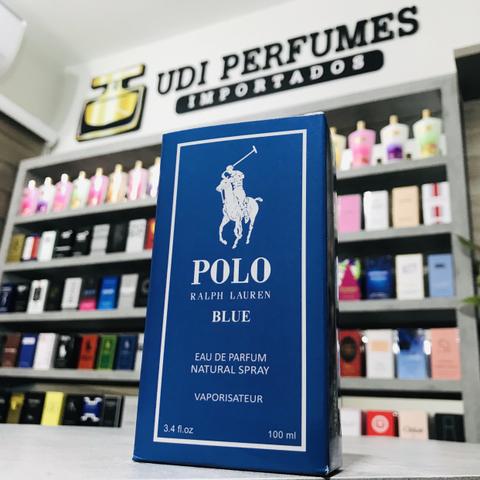 UDI PERFUMES
IMPORTADOS
POLO
RALPH LAUREN
BLUE
EAU DE PARFUM
NATURAL SPRAY
VAPORISATEUR
3.4 fl.oz 100 ml